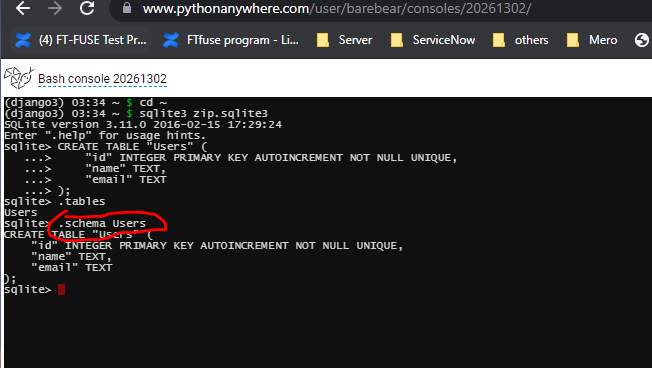 www.pythonanywhere.com/user/barebear/consoles/20261302/
(4) FT-FUSE Test Pr... FTfuse program - Li... Server ServiceNow others Mero
Bash console 20261302
(django3) 03:34 ~ $ cd ~
(django3) 03:34 ~ $ sqlite3 zip.sqlite3
SQLite version 3.11.0 2016-02-15 17:29:24
Enter ".help" for usage hints.
sqlite> CREATE TABLE "Users" (
   ...>     "id" INTEGER PRIMARY KEY AUTOINCREMENT NOT NULL UNIQUE,
   ...>     "name" TEXT,
   ...>     "email" TEXT
   ...> );
sqlite> .tables
Users
sqlite> .schema Users
CREATE TABLE "Users" (
    "id" INTEGER PRIMARY KEY AUTOINCREMENT NOT NULL UNIQUE,
    "name" TEXT,
    "email" TEXT
);
sqlite>